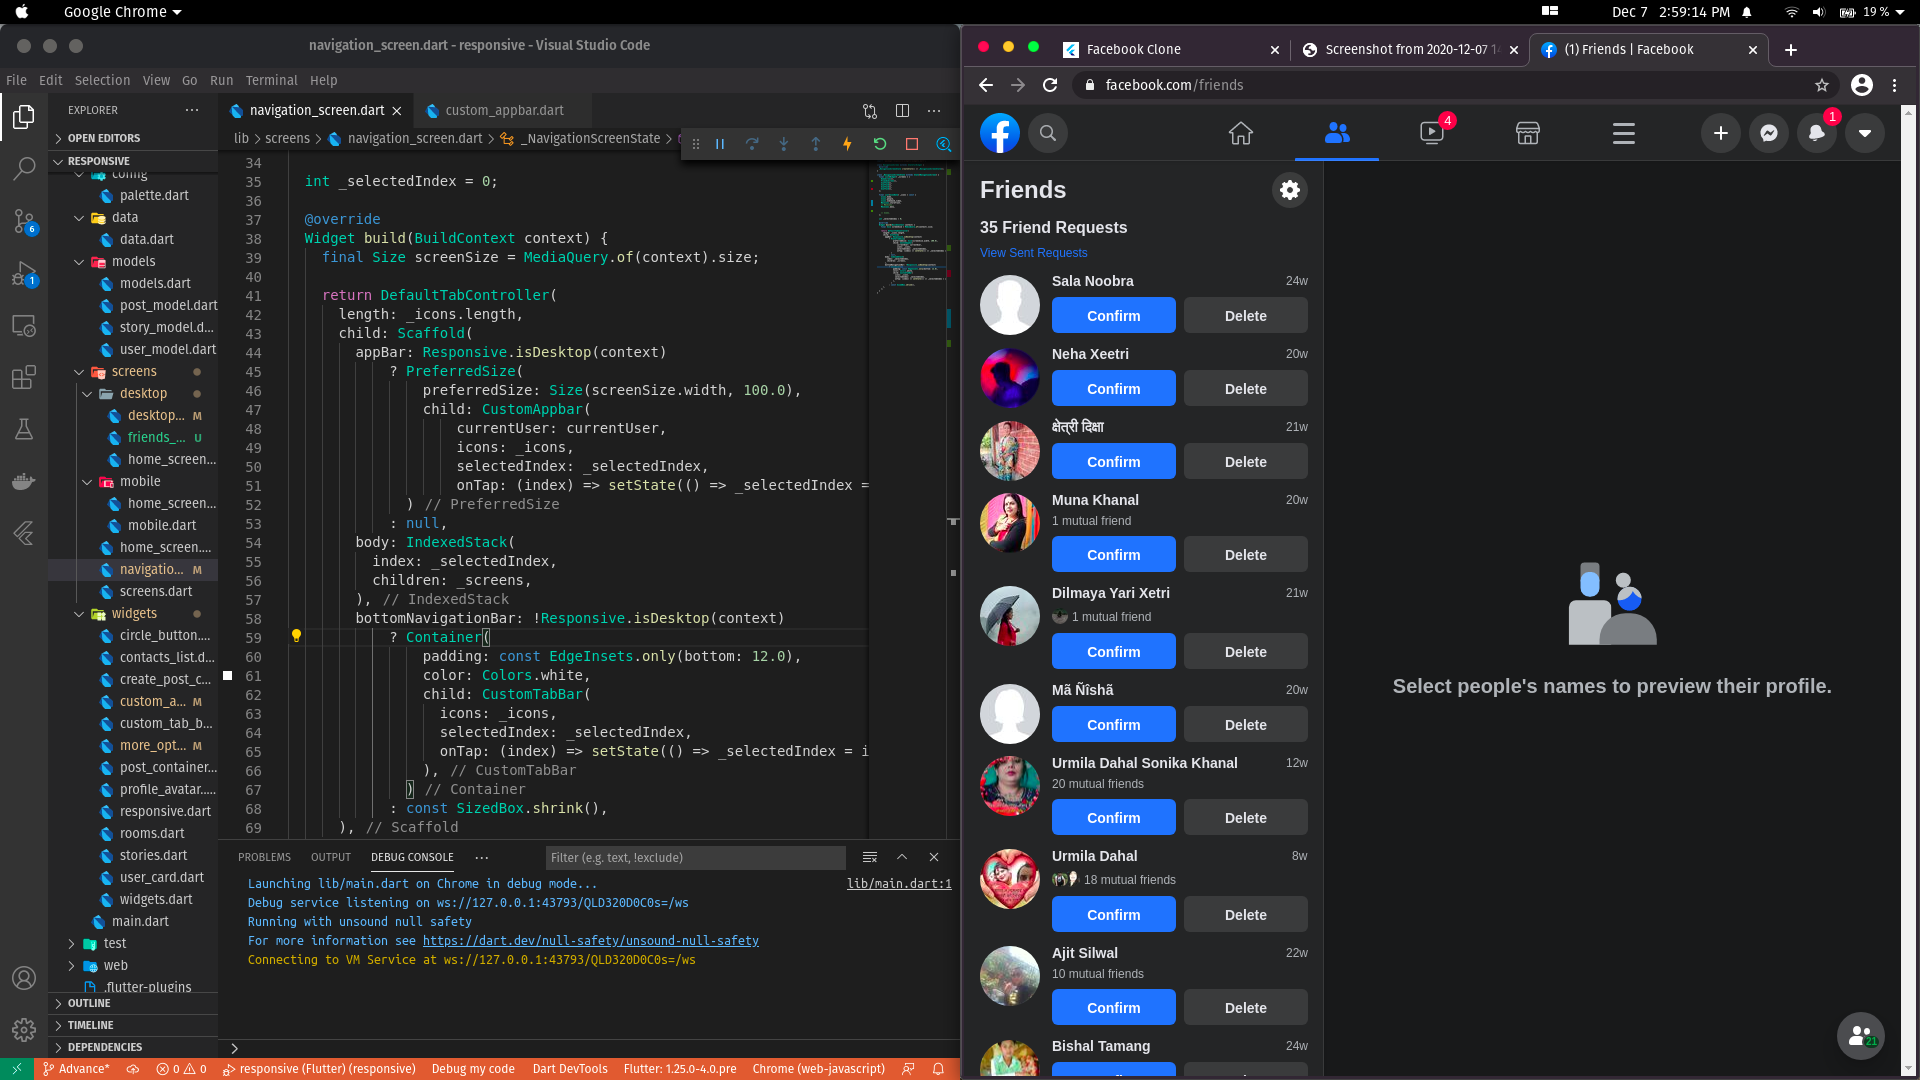 Google Chrome
Dec 7 2:59:14 PM
19 %
navigation_screen.dart - responsive - Visual Studio Code
File Edit Selection View Go Run Terminal Help
EXPLORER
OPEN EDITORS
RESPONSIVE
config
palette.dart
data
data.dart
models
models.dart
post_model.dart
story_model.d...
user_model.dart
screens
desktop
desktop... M
friends_... U
home_screen...
mobile
home_screen...
mobile.dart
home_screen....
navigatio... M
screens.dart
widgets
circle_button....
contacts_list.d...
create_post_c...
custom_a... M
custom_tab_b...
more_opt... M
post_container...
profile_avatar.....
responsive.dart
rooms.dart
stories.dart
user_card.dart
widgets.dart
main.dart
test
web
.flutter-plugins
OUTLINE
TIMELINE
DEPENDENCIES
6
1
navigation_screen.dart
custom_appbar.dart
lib > screens > navigation_screen.dart > _NavigationScreenState >
34
35 int _selectedIndex = 0;
36
37 @override
38 Widget build(BuildContext context) {
39 final Size screenSize = MediaQuery.of(context).size;
40
41 return DefaultTabController(
42 length: _icons.length,
43 child: Scaffold(
44 appBar: Responsive.isDesktop(context)
45 ? PreferredSize(
46 preferredSize: Size(screenSize.width, 100.0),
47 child: CustomAppbar(
48 currentUser: currentUser,
49 icons: _icons,
50 selectedIndex: _selectedIndex,
51 onTap: (index) => setState(() => _selectedIndex =
52 ) // PreferredSize
53 : null,
54 body: IndexedStack(
55 index: _selectedIndex,
56 children: _screens,
57 ), // IndexedStack
58 bottomNavigationBar: !Responsive.isDesktop(context)
59 ? Container(
60 padding: const EdgeInsets.only(bottom: 12.0),
61 color: Colors.white,
62 child: CustomTabBar(
63 icons: _icons,
64 selectedIndex: _selectedIndex,
65 onTap: (index) => setState(() => _selectedIndex = i
66 ), // CustomTabBar
67 ) // Container
68 : const SizedBox.shrink(),
69 ), // Scaffold
PROBLEMS OUTPUT DEBUG CONSOLE
Filter (e.g. text, !exclude)
Launching lib/main.dart on Chrome in debug mode...
lib/main.dart:1
Debug service listening on ws://127.0.0.1:43793/QLD320D0C0s=/ws
Running with unsound null safety
For more information see https://dart.dev/null-safety/unsound-null-safety
Connecting to VM Service at ws://127.0.0.1:43793/QLD320D0C0s=/ws
Advance* 0 0 responsive (Flutter) (responsive) Debug my code Dart DevTools Flutter: 1.25.0-4.0.pre Chrome (web-javascript)
Facebook Clone
Screenshot from 2020-12-07 14
(1) Friends | Facebook
facebook.com/friends
4
1
Friends
35 Friend Requests
View Sent Requests
Sala Noobra 24w
Confirm Delete
Neha Xeetri 20w
Confirm Delete
क्षेत्री दिक्षा 21w
Confirm Delete
Muna Khanal 20w
1 mutual friend
Confirm Delete
Dilmaya Yari Xetri 21w
1 mutual friend
Confirm Delete
Mã Ñîshã 20w
Confirm Delete
Urmila Dahal Sonika Khanal 12w
20 mutual friends
Confirm Delete
Urmila Dahal 8w
18 mutual friends
Confirm Delete
Ajit Silwal 22w
10 mutual friends
Confirm Delete
Bishal Tamang 24w
Select people's names to preview their profile.
21